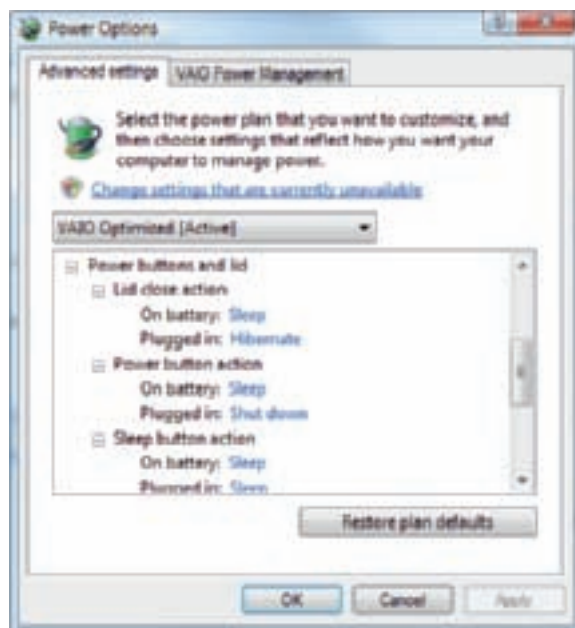 Power Options
Advanced settings
VAIO Power Management
Select the power plan that you want to customize, and
then choose settings that reflect how you want your
computer to manage power.
Change settings that are currently unavailable
VAIO Optimized [Active]
Power buttons and lid
Lid close action
On battery: Sleep
Plugged in: Hibernate
Power button action
On battery: Sleep
Plugged in: Shut down
Sleep button action
On battery: Sleep
Plugged in: Sleep
Restore plan defaults
OK
Cancel
Apply